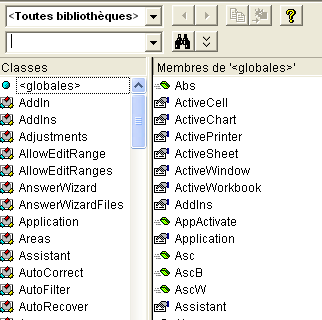 <Toutes bibliothèques>
Classes
<globales>
AddIn
AddIns
Adjustments
AllowEditRange
AllowEditRanges
AnswerWizard
AnswerWizardFiles
Application
Areas
Assistant
AutoCorrect
AutoFilter
AutoRecover
Membres de '<globales>'
Abs
ActiveCell
ActiveChart
ActivePrinter
ActiveSheet
ActiveWindow
ActiveWorkbook
AddIns
AppActivate
Application
Asc
AscB
AscW
Assistant